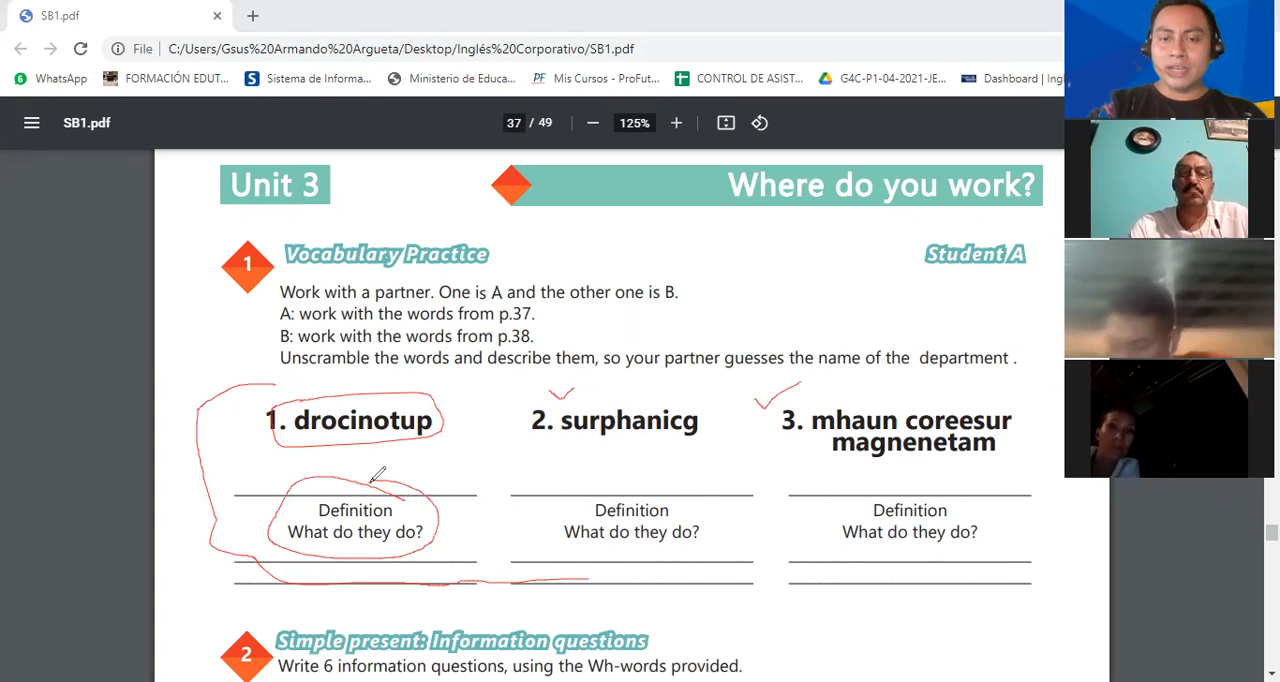 SB1.pdf
File C:/Users/Gsus%20Armando%20Argueta/Desktop/Inglés%20Corporativo/SB1.pdf
6 WhatsApp FORMACIÓN EDUT... S Sistema de Informa... Ministerio de Educa... PF Mis Cursos - ProFut... CONTROL DE ASIST... G4C-P1-04-2021-JE... Dashboard | Ingl
SB1.pdf 37 / 49 125%
Unit 3 Where do you work?
1 Vocabulary Practice Student A
Work with a partner. One is A and the other one is B.
A: work with the words from p.37.
B: work with the words from p.38.
Unscramble the words and describe them, so your partner guesses the name of the department .
1. drocinotup 2. surphanicg 3. mhaun coreesur
magnenetam
Definition Definition Definition
What do they do? What do they do? What do they do?
2 Simple present: Information questions
Write 6 information questions, using the Wh-words provided.